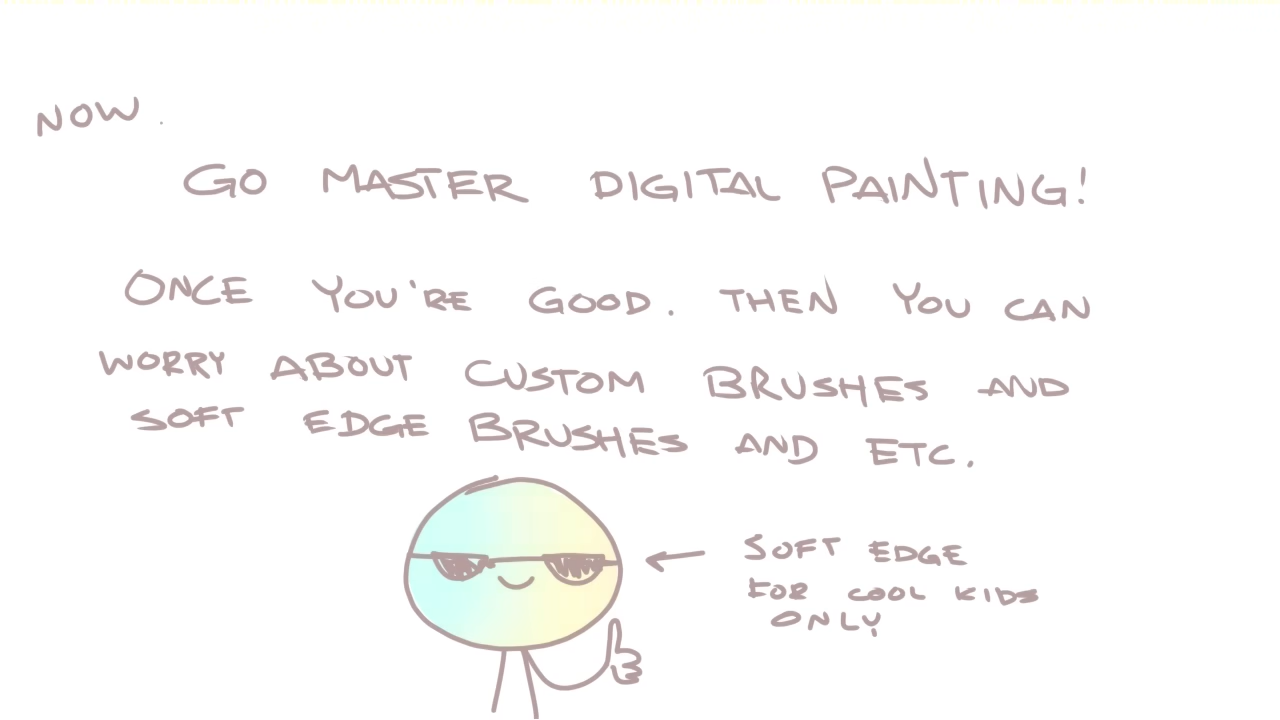 NOW.
GO MASTER DIGITAL PAINTING!
ONCE YOU'RE GOOD. THEN YOU CAN
WORRY ABOUT CUSTOM BRUSHES AND
SOFT EDGE BRUSHES AND ETC.
SOFT EDGE
FOR COOL KIDS
ONLY